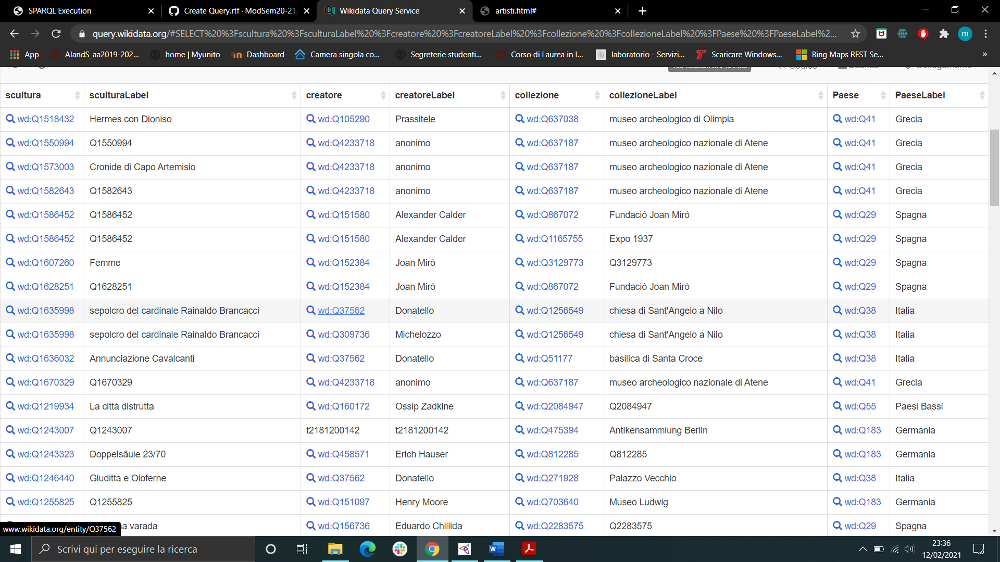 SPARQL Execution
Create Query.rtf · ModSem20-21/
Wikidata Query Service
artisti.html#
query.wikidata.org/#SELECT%20%3Fscultura%20%3FsculturaLabel%20%3Fcreatore%20%3FcreatoreLabel%20%3Fcollezione%20%3FcollezioneLabel%20%3FPaese%20%3FPaeseLabel%2...
m
App AlandS_aa2019-202... home | Myunito Dashboard Camera singola co... Segreterie studenti... Corso di Laurea in I... laboratorio - Servizi... Scaricare Windows... Bing Maps REST Se... »
scultura sculturaLabel creatore creatoreLabel collezione collezioneLabel Paese PaeseLabel
wd:Q1518432 Hermes con Dioniso wd:Q105290 Prassitele wd:Q637038 museo archeologico di Olimpia wd:Q41 Grecia
wd:Q1550994 Q1550994 wd:Q4233718 anonimo wd:Q637187 museo archeologico nazionale di Atene wd:Q41 Grecia
wd:Q1573003 Cronide di Capo Artemisio wd:Q4233718 anonimo wd:Q637187 museo archeologico nazionale di Atene wd:Q41 Grecia
wd:Q1582643 Q1582643 wd:Q4233718 anonimo wd:Q637187 museo archeologico nazionale di Atene wd:Q41 Grecia
wd:Q1586452 Q1586452 wd:Q151580 Alexander Calder wd:Q867072 Fundació Joan Miró wd:Q29 Spagna
wd:Q1586452 Q1586452 wd:Q151580 Alexander Calder wd:Q1165755 Expo 1937 wd:Q29 Spagna
wd:Q1607260 Femme wd:Q152384 Joan Miró wd:Q3129773 Q3129773 wd:Q29 Spagna
wd:Q1628251 Q1628251 wd:Q152384 Joan Miró wd:Q867072 Fundació Joan Miró wd:Q29 Spagna
wd:Q1635998 sepolcro del cardinale Rainaldo Brancacci wd:Q37562 Donatello wd:Q1256549 chiesa di Sant'Angelo a Nilo wd:Q38 Italia
wd:Q1635998 sepolcro del cardinale Rainaldo Brancacci wd:Q309736 Michelozzo wd:Q1256549 chiesa di Sant'Angelo a Nilo wd:Q38 Italia
wd:Q1636032 Annunciazione Cavalcanti wd:Q37562 Donatello wd:Q51177 basilica di Santa Croce wd:Q38 Italia
wd:Q1670329 Q1670329 wd:Q4233718 anonimo wd:Q637187 museo archeologico nazionale di Atene wd:Q41 Grecia
wd:Q1219934 La città distrutta wd:Q160172 Ossip Zadkine wd:Q2084947 Q2084947 wd:Q55 Paesi Bassi
wd:Q1243007 Q1243007 t2181200142 t2181200142 wd:Q475394 Antikensammlung Berlin wd:Q183 Germania
wd:Q1243323 Doppelsäule 23/70 wd:Q458571 Erich Hauser wd:Q812285 Q812285 wd:Q183 Germania
wd:Q1246440 Giuditta e Oloferne wd:Q37562 Donatello wd:Q271928 Palazzo Vecchio wd:Q38 Italia
wd:Q1255825 Q1255825 wd:Q151097 Henry Moore wd:Q703640 Museo Ludwig wd:Q183 Germania
varada wd:Q156736 Eduardo Chillida wd:Q2283575 Q2283575 wd:Q29 Spagna
www.wikidata.org/entity/Q37562
Scrivi qui per eseguire la ricerca
23:36
12/02/2021